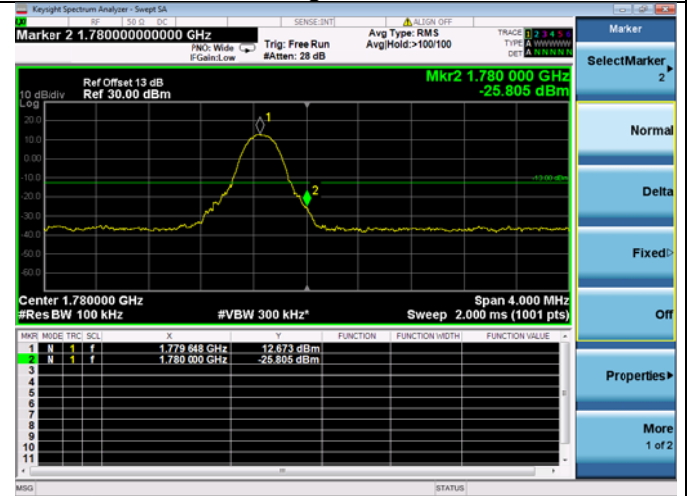 Keysight Spectrum Analyzer - Swept SA
RF 50 Ω DC SENSE:INT ALIGN OFF
Marker 2 1.780000000000 GHz
PNO: Wide
IFGain:Low
Trig: Free Run
#Atten: 28 dB
Avg Type: RMS
Avg|Hold:>100/100
TRACE 1 2 3 4 5 6
TYPE A WWWWW
DET A N N N N N
Mkr2 1.780 000 GHz
-25.805 dBm
Ref Offset 13 dB
Ref 30.00 dBm
10 dB/div
Log
20.0
10.0
0.00
-10.0
-20.0
-30.0
-40.0
-50.0
-60.0
1
2
-13.00 dBm
Center 1.780000 GHz Span 4.000 MHz
#Res BW 100 kHz #VBW 300 kHz* Sweep 2.000 ms (1001 pts)
MKR MODE TRC SCL X Y FUNCTION FUNCTION WIDTH FUNCTION VALUE
1 N 1 f 1.779 648 GHz 12.673 dBm
2 N 1 f 1.780 000 GHz -25.805 dBm
3
4
5
6
7
8
9
10
11
MSG STATUS
Marker
Select Marker
2
Normal
Delta
Fixed
Off
Properties
More
1 of 2